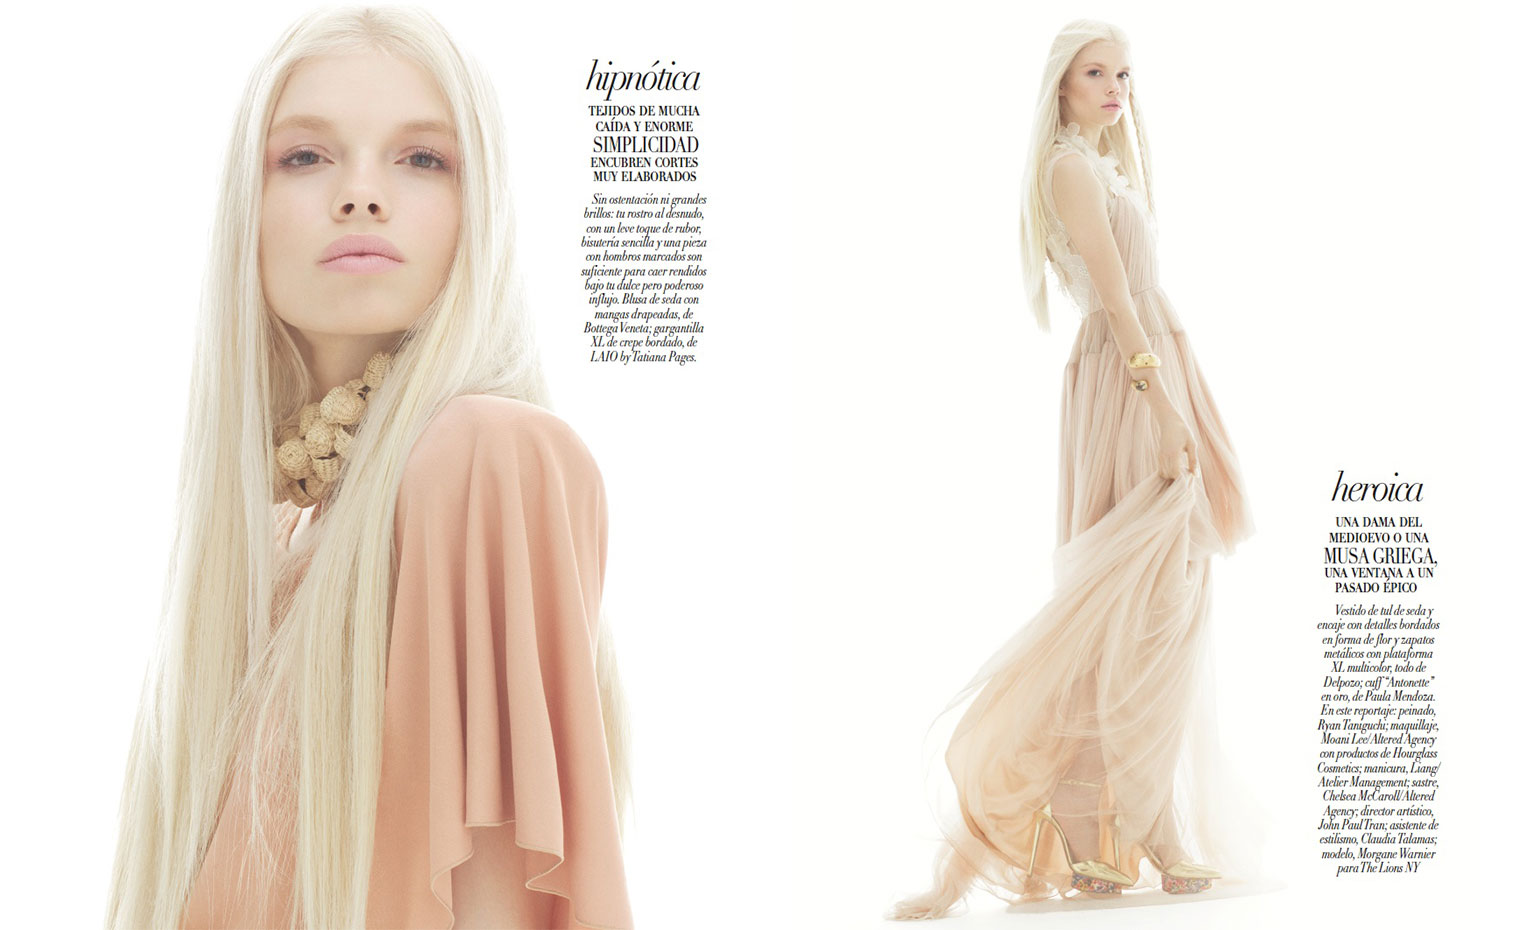 hipnótica
TEJIDOS DE MUCHA
CAÍDA Y ENORME
SIMPLICIDAD
ENCUBREN CORTES
MUY ELABORADOS
Sin ostentación ni grandes
brillos: tu rostro al desnudo,
con un leve toque de rubor,
bisutería sencilla y una pieza
con hombros marcados son
suficiente para caer rendidos
bajo tu dulce pero poderoso
influjo. Blusa de seda con
mangas drapeadas, de
Bottega Veneta; gargantilla
XL de crepe bordado, de
LAIO by Tatiana Pages.
heroica
UNA DAMA DEL
MEDIOEVO O UNA
MUSA GRIEGA,
UNA VENTANA A UN
PASADO ÉPICO
Vestido de tul de seda y
encaje con detalles bordados
en forma de flor y zapatos
metálicos con plataforma
XL multicolor, todo de
Delpozo; cuff "Antonette"
en oro, de Paula Mendoza.
En este reportaje: peinado,
Ryan Taniguchi; maquillaje,
Moani Lee/Altered Agency
con productos de Hourglass
Cosmetics; manicura, Liang/
Atelier Management; sastre,
Chelsea McCaroll/Altered
Agency; director artístico,
John Paul Tran; asistente de
estilismo, Claudia Talamas;
modelo, Morgane Warnier
para The Lions NY